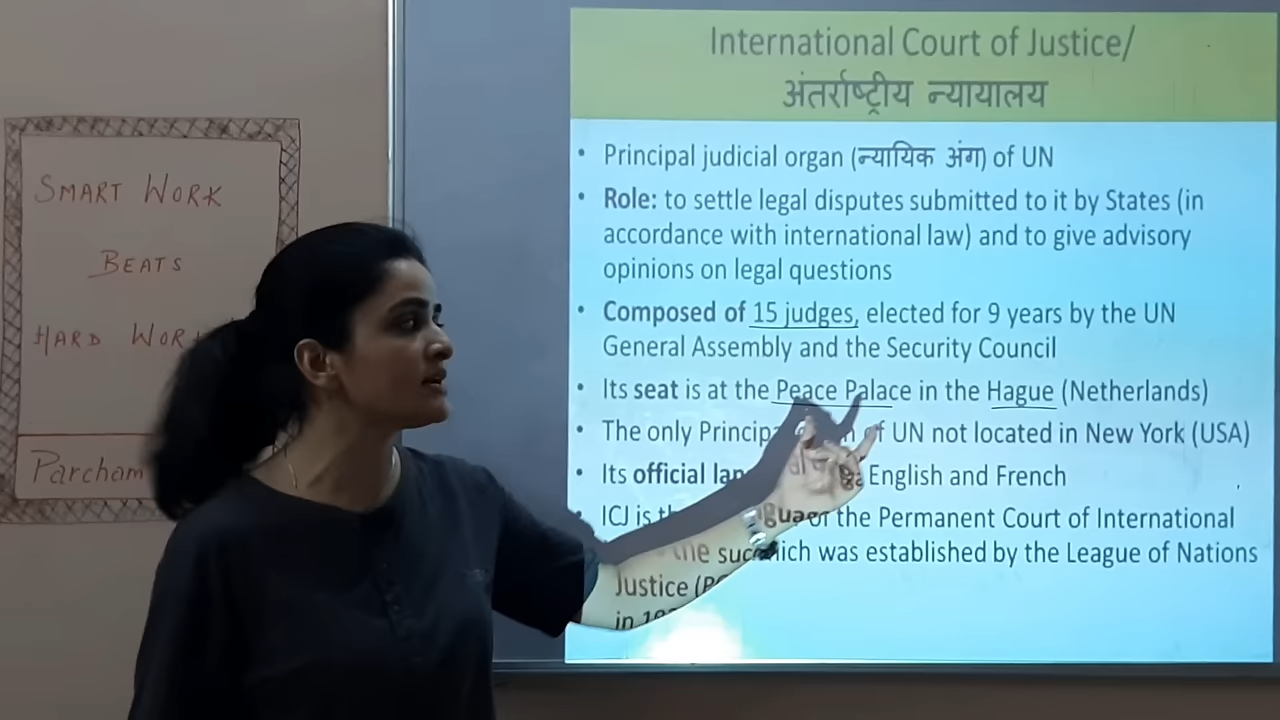 SMART WORK
BEATS
HARD WORK
Parcham
International Court of Justice/
अंतर्राष्ट्रीय न्यायालय
• Principal judicial organ (न्यायिक अंग) of UN
• Role: to settle legal disputes submitted to it by States (in
accordance with international law) and to give advisory
opinions on legal questions
• Composed of 15 judges, elected for 9 years by the UN
General Assembly and the Security Council
• Its seat is at the Peace Palace in the Hague (Netherlands)
• The only of UN not located in New York (USA)
• Its official English and French
ICJ is the Permanent Court of International
which was established by the League of Nations
Justice
in